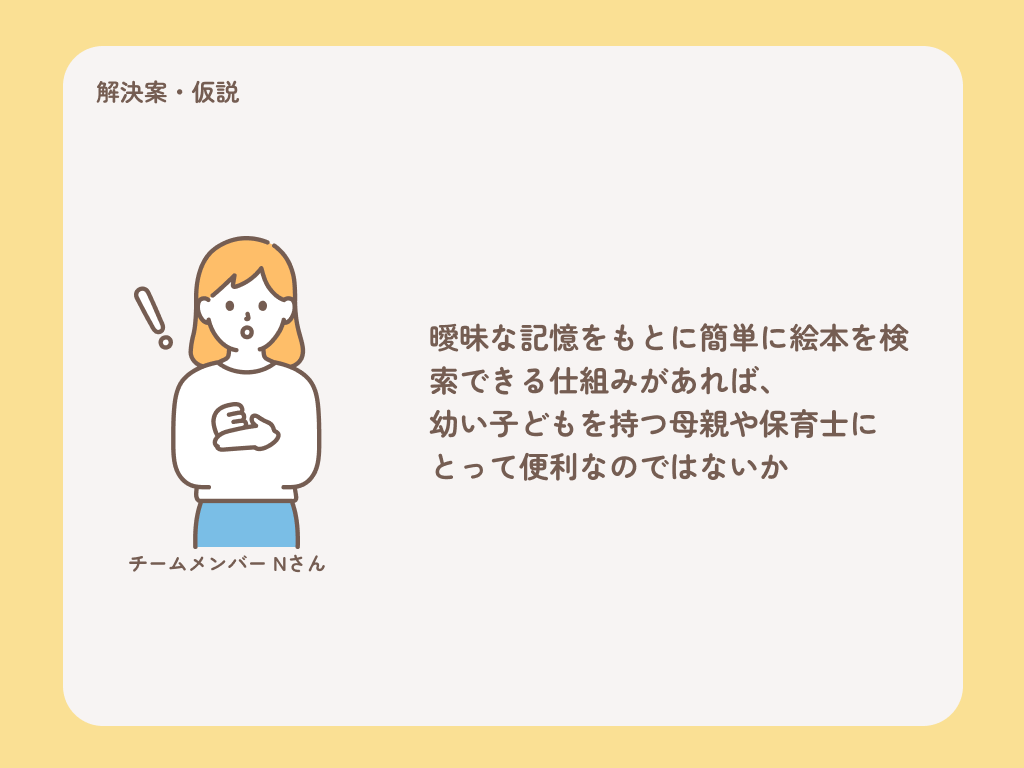 解決案・仮説
曖昧な記憶をもとに簡単に絵本を検
索できる仕組みがあれば、
幼い子どもを持つ母親や保育士に
とって便利なのではないか
チームメンバー Nさん